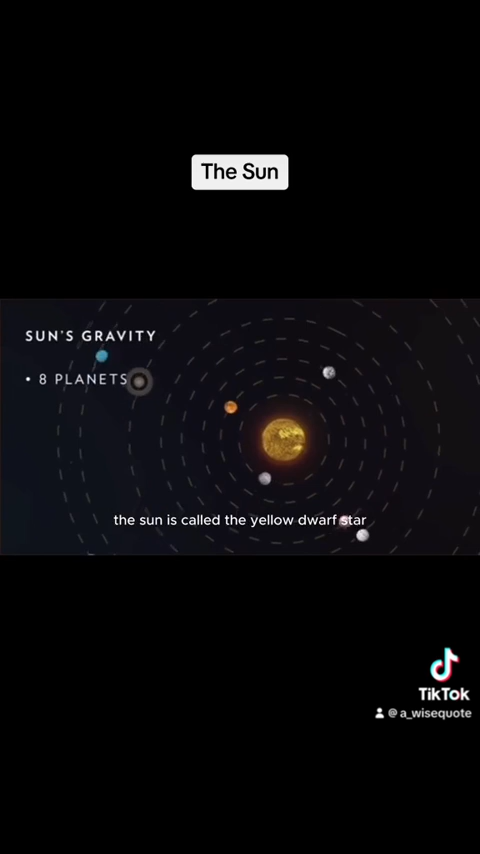 The Sun
SUN'S GRAVITY
• 8 PLANETS
the sun is called the yellow dwarf star
TikTok
@a_wisequote